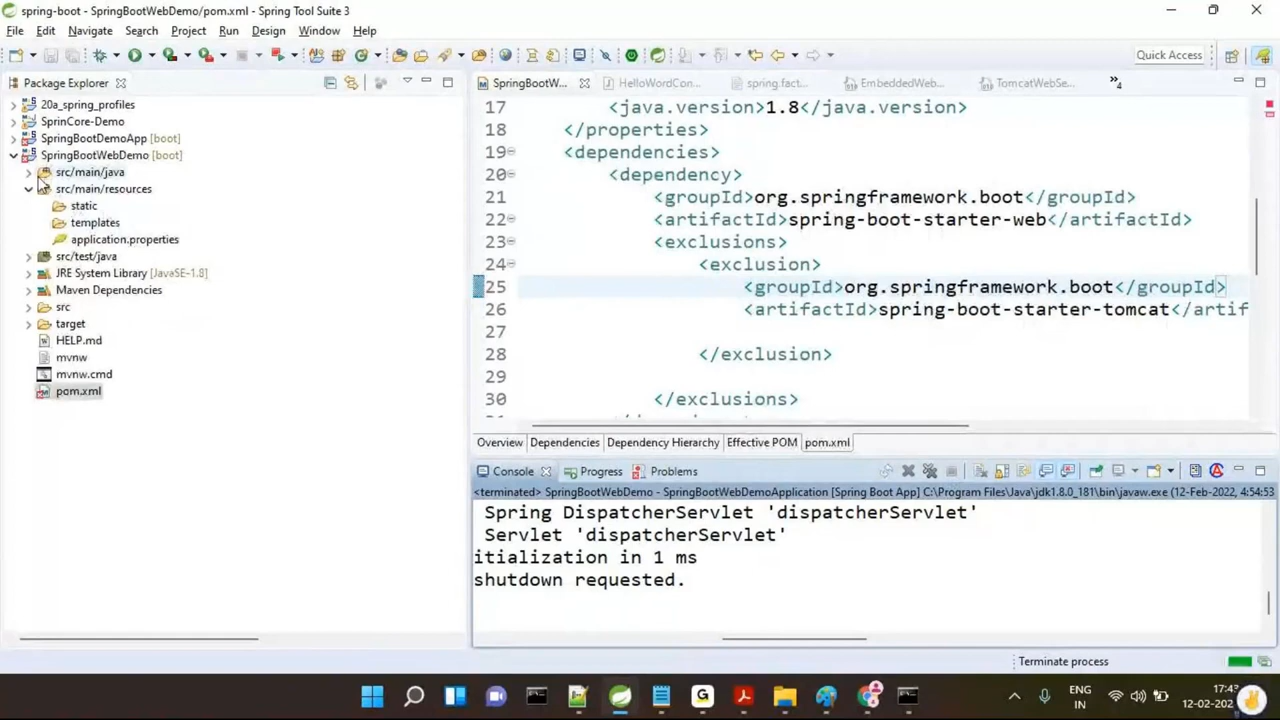 spring-boot - SpringBootWebDemo/pom.xml - Spring Tool Suite 3
File Edit Navigate Search Project Run Design Window Help
Quick Access
Package Explorer
20a_spring_profiles
SprinCore-Demo
SpringBootDemoApp [boot]
SpringBootWebDemo [boot]
src/main/java
src/main/resources
static
templates
application.properties
src/test/java
JRE System Library [JavaSE-1.8]
Maven Dependencies
src
target
HELP.md
mvnw
mvnw.cmd
pom.xml
SpringBootW... HelloWordCon... spring.fact... EmbeddedWeb... TomcatWebSe... 4
17 <java.version>1.8</java.version>
18 </properties>
19 <dependencies>
20 <dependency>
21 <groupId>org.springframework.boot</groupId>
22 <artifactId>spring-boot-starter-web</artifactId>
23 <exclusions>
24 <exclusion>
25 <groupId>org.springframework.boot</groupId>
26 <artifactId>spring-boot-starter-tomcat</artif
27
28 </exclusion>
29
30 </exclusions>
Overview Dependencies Dependency Hierarchy Effective POM pom.xml
Console Progress Problems
<terminated> SpringBootWebDemo - SpringBootWebDemoApplication [Spring Boot App] C:\Program Files\Java\jdk1.8.0_181\bin\javaw.exe (12-Feb-2022, 4:54:53
Spring DispatcherServlet 'dispatcherServlet'
Servlet 'dispatcherServlet'
itialization in 1 ms
shutdown requested.
Terminate process
ENG
IN
17:43
12-02-202